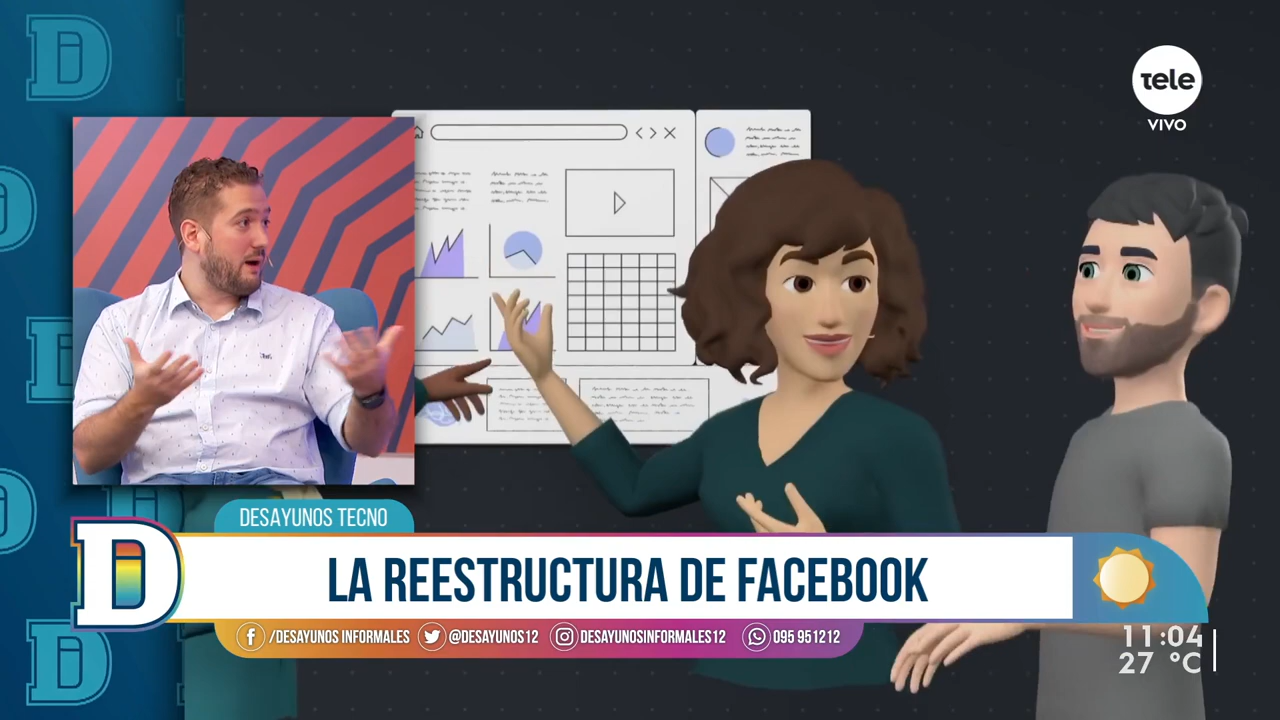 tele
VIVO
DESAYUNOS TECNO
LA REESTRUCTURA DE FACEBOOK
/DESAYUNOS INFORMALES @DESAYUNOS12 DESAYUNOSINFORMALES12 095 951212
11:04
27 °C